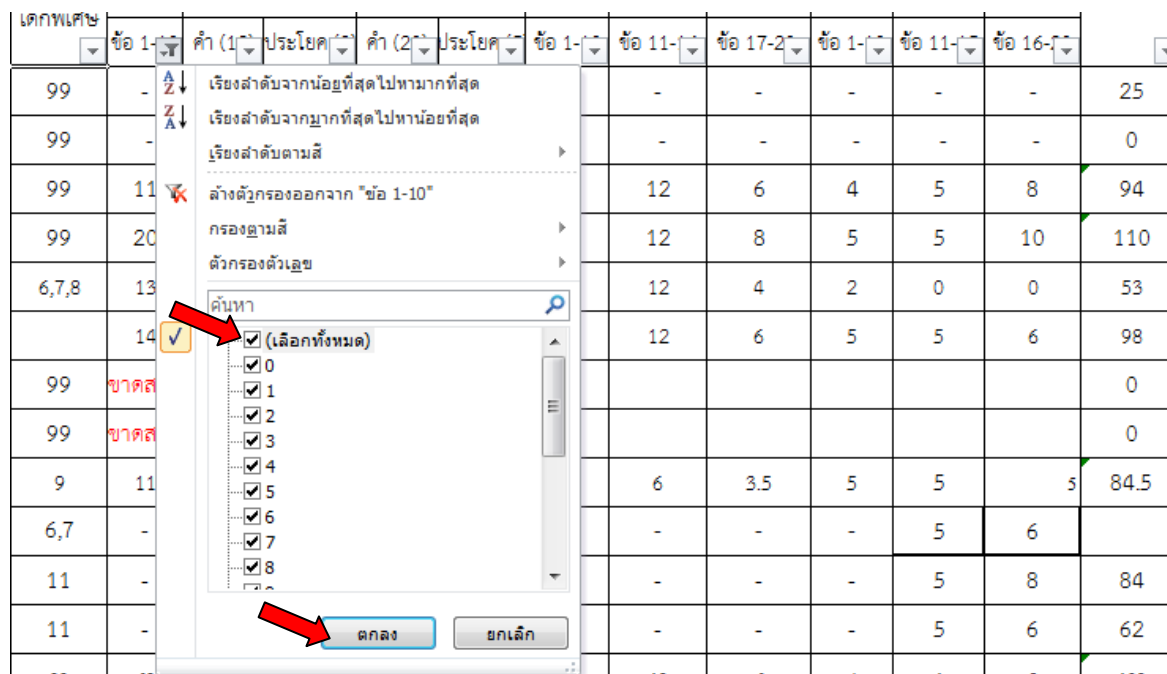 เด็กพิเศษ
ข้อ 1- คำ (1 ประโยค คำ (2 ประโยค ข้อ 1- ข้อ 11- ข้อ 17-2 ข้อ 1- ข้อ 11- ข้อ 16-
99 - - - - - - 25
99 - - - - - - 0
99 11 12 6 4 5 8 94
99 20 12 8 5 5 10 110
6,7,8 13 12 4 2 0 0 53
14 12 6 5 5 6 98
99 ขาดส 0
99 ขาดส 0
9 11 6 3.5 5 5 5 84.5
6,7 - - - - 5 6
11 - - - - 5 8 84
11 - - - - 5 6 62
เรียงลำดับจากน้อยที่สุดไปหามากที่สุด
เรียงลำดับจากมากที่สุดไปหาน้อยที่สุด
เรียงลำดับตามสี
ล้างตัวกรองออกจาก "ข้อ 1-10"
กรองตามสี
ตัวกรองตัวเลข
ค้นหา
(เลือกทั้งหมด)
0
1
2
3
4
5
6
7
8
ตกลง ยกเลิก